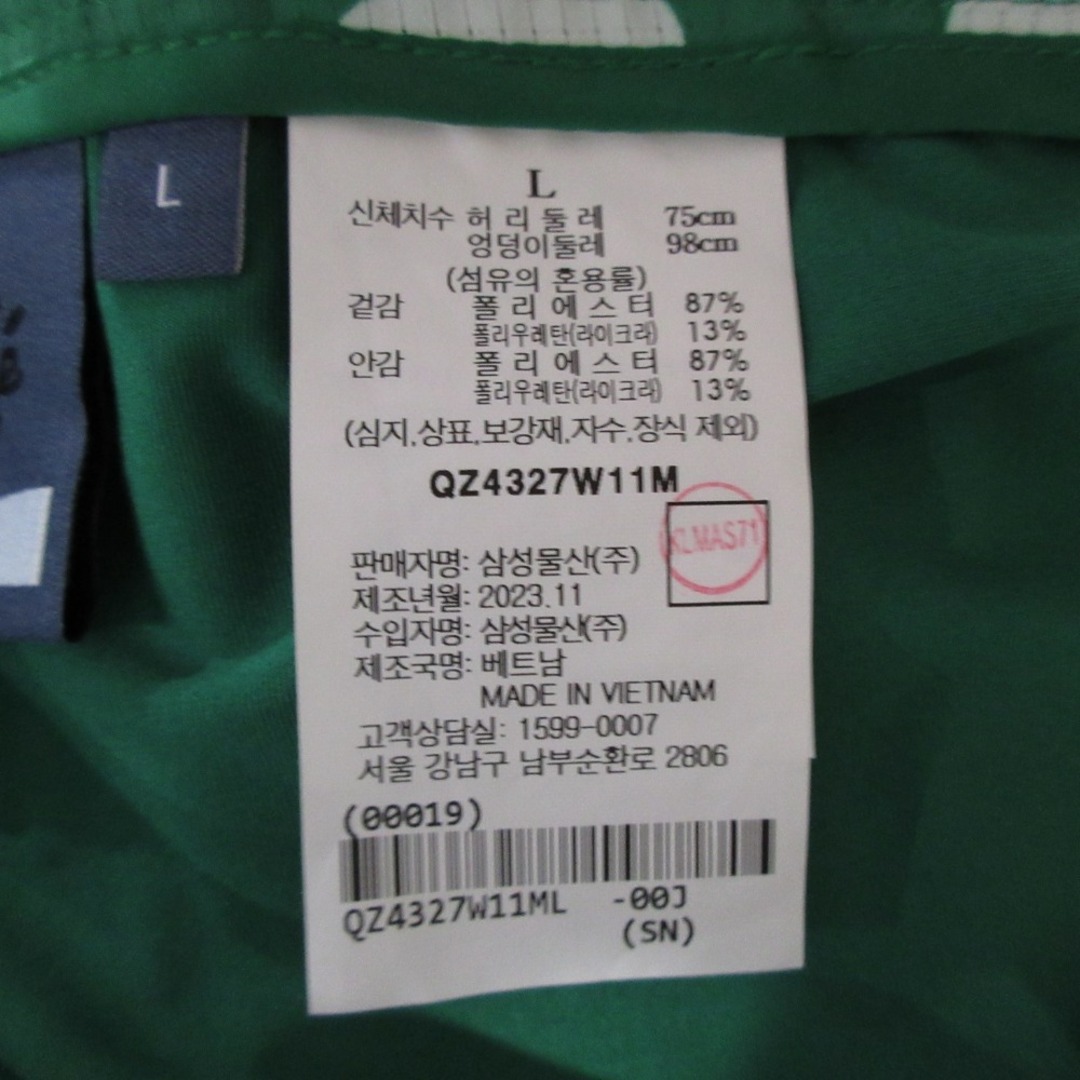 L
L
신체치수 허 리 둘 레 75cm
엉덩이둘레 98cm
(섬유의 혼용률)
겉감 폴 리 에 스 터 87%
폴리우레탄(라이크라) 13%
안감 폴 리 에 스 터 87%
폴리우레탄(라이크라) 13%
(심지,상표,보강재,자수,장식 제외)
QZ4327W11M
KLMAS71
판매자명: 삼성물산(주)
제조년월: 2023.11
수입자명: 삼성물산(주)
제조국명: 베트남
MADE IN VIETNAM
고객상담실: 1599-0007
서울 강남구 남부순환로 2806
(00019)
QZ4327W11ML -00J
(SN)